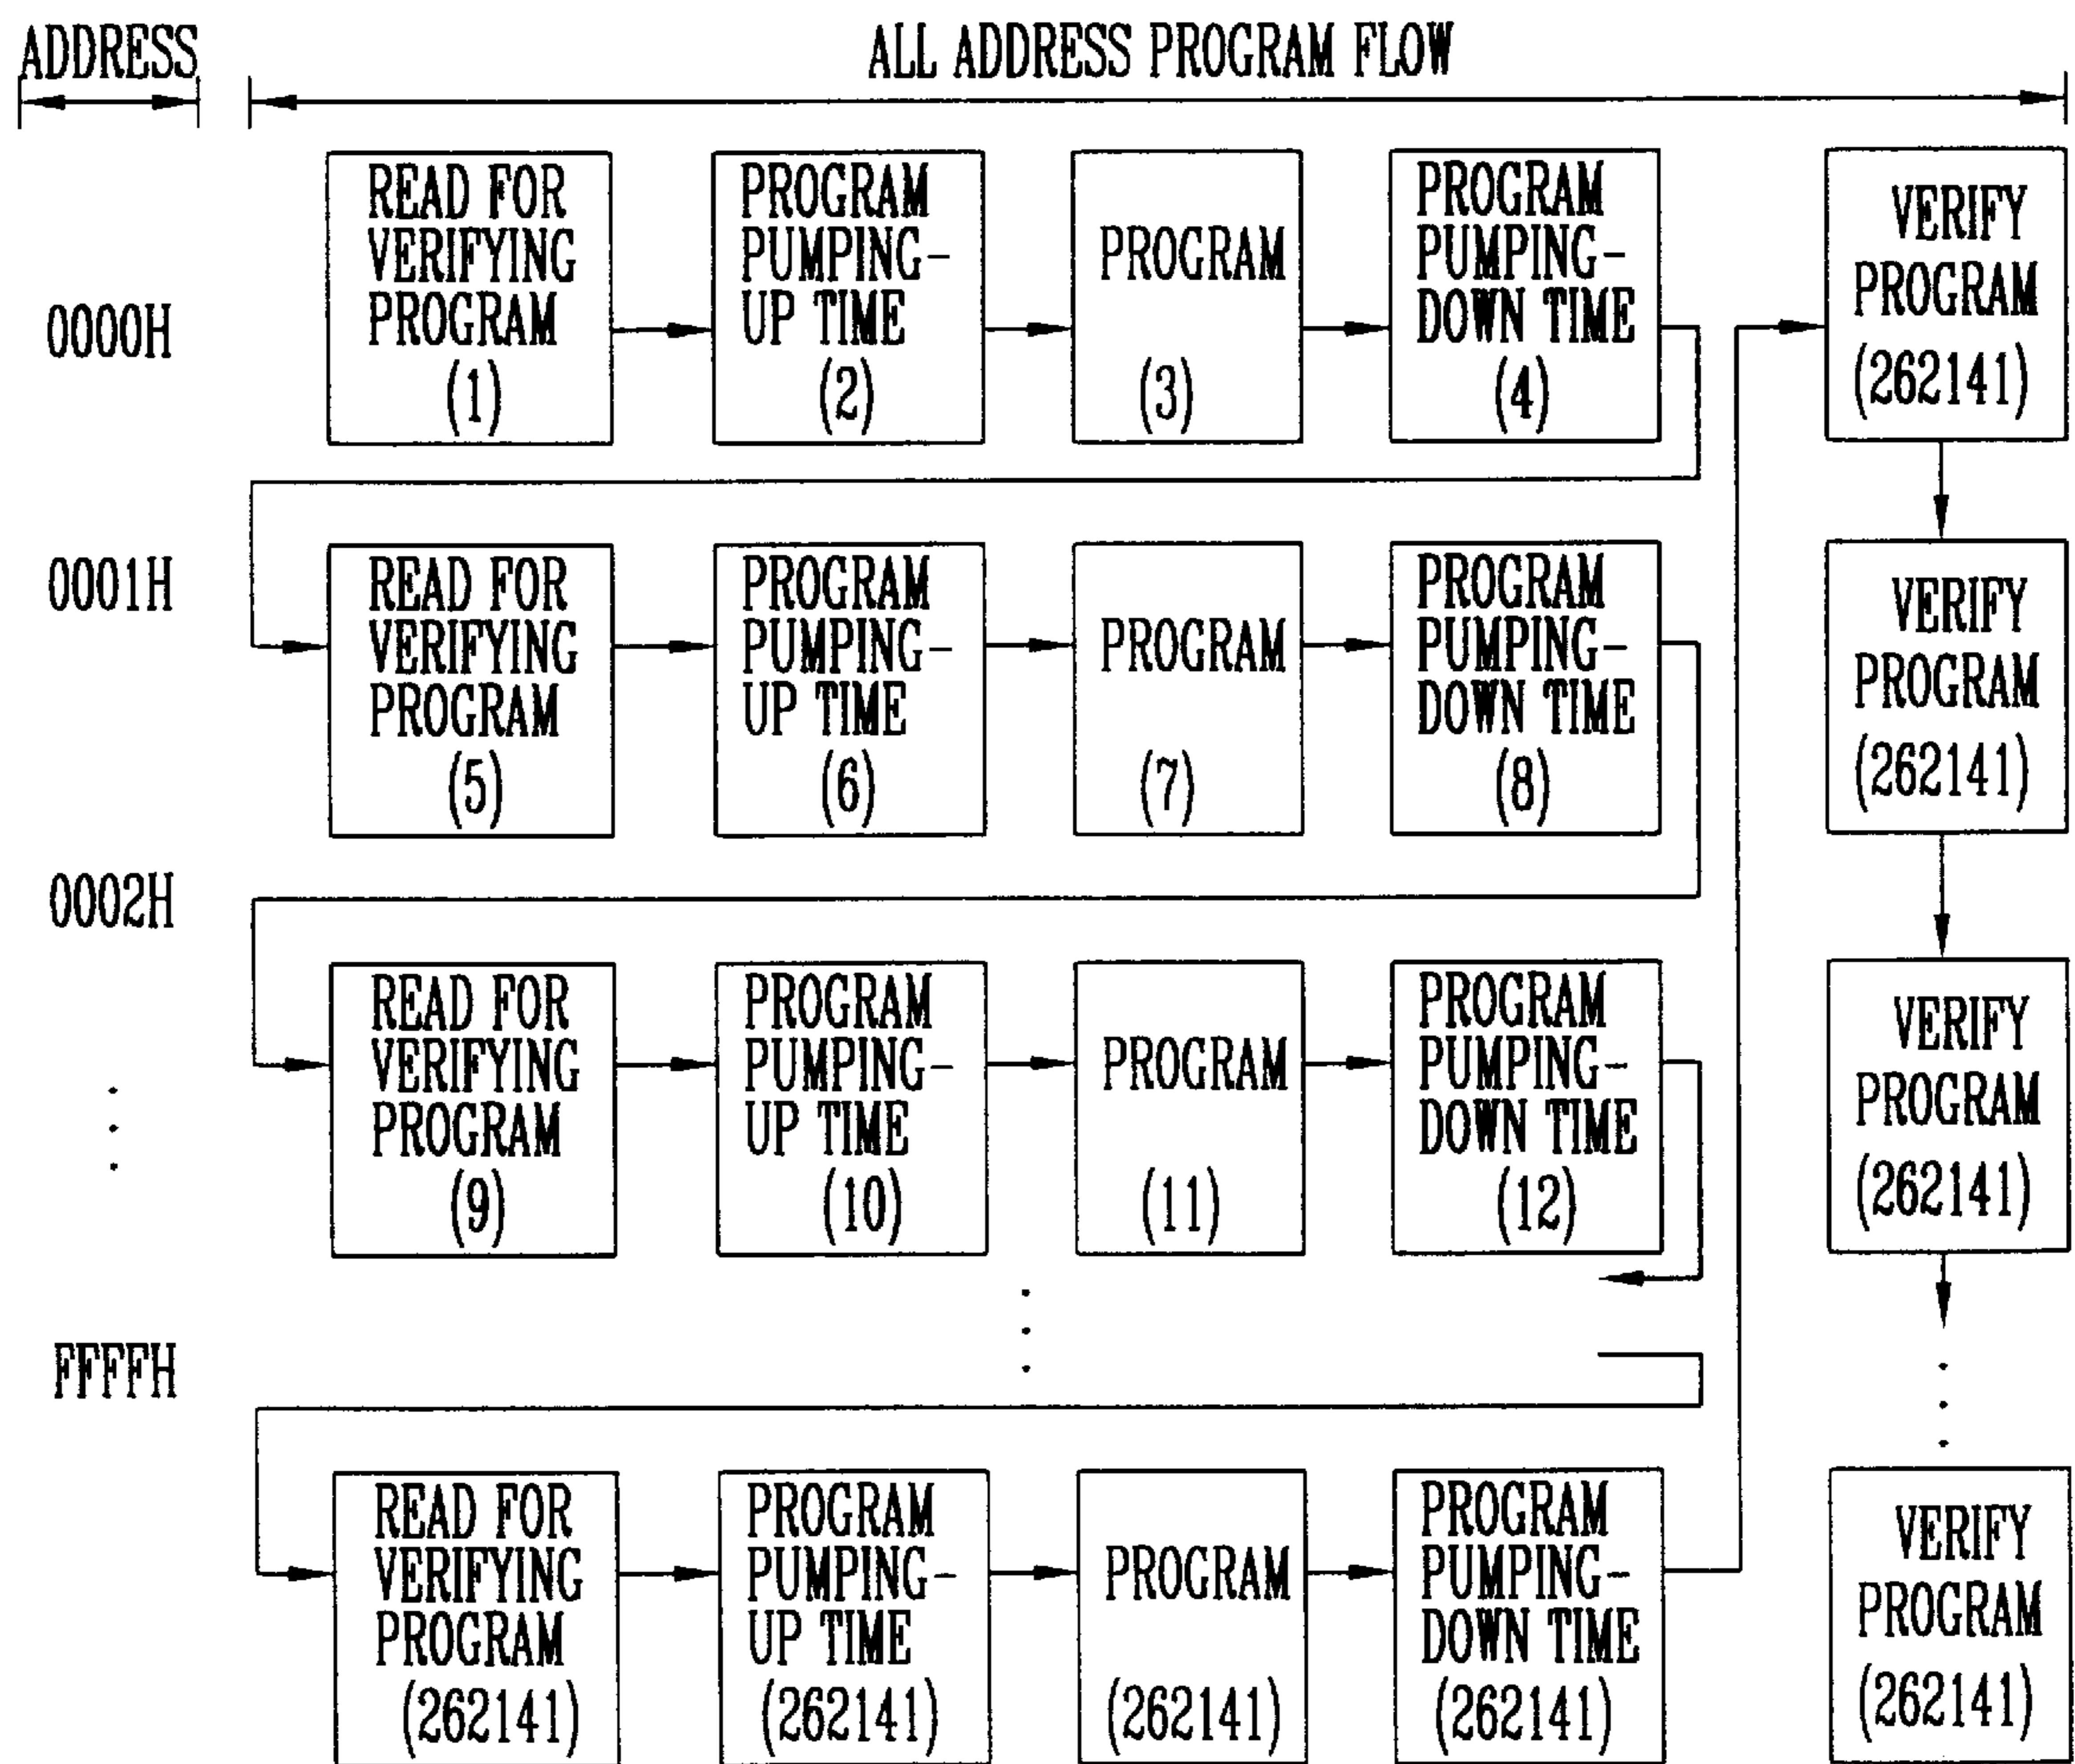 ADDRESS
ALL ADDRESS PROGRAM FLOW
0000H
READ FOR
VERIFYING
PROGRAM
(1)
PROGRAM
PUMPING-
UP TIME
(2)
PROGRAM
(3)
PROGRAM
PUMPING-
DOWN TIME
(4)
VERIFY
PROGRAM
(262141)
0001H
READ FOR
VERIFYING
PROGRAM
(5)
PROGRAM
PUMPING-
UP TIME
(6)
PROGRAM
(7)
PROGRAM
PUMPING-
DOWN TIME
(8)
VERIFY
PROGRAM
(262141)
0002H
READ FOR
VERIFYING
PROGRAM
(9)
PROGRAM
PUMPING-
UP TIME
(10)
PROGRAM
(11)
PROGRAM
PUMPING-
DOWN TIME
(12)
VERIFY
PROGRAM
(262141)
FFFFH
READ FOR
VERIFYING
PROGRAM
(262141)
PROGRAM
PUMPING-
UP TIME
(262141)
PROGRAM
(262141)
PROGRAM
PUMPING-
DOWN TIME
(262141)
VERIFY
PROGRAM
(262141)